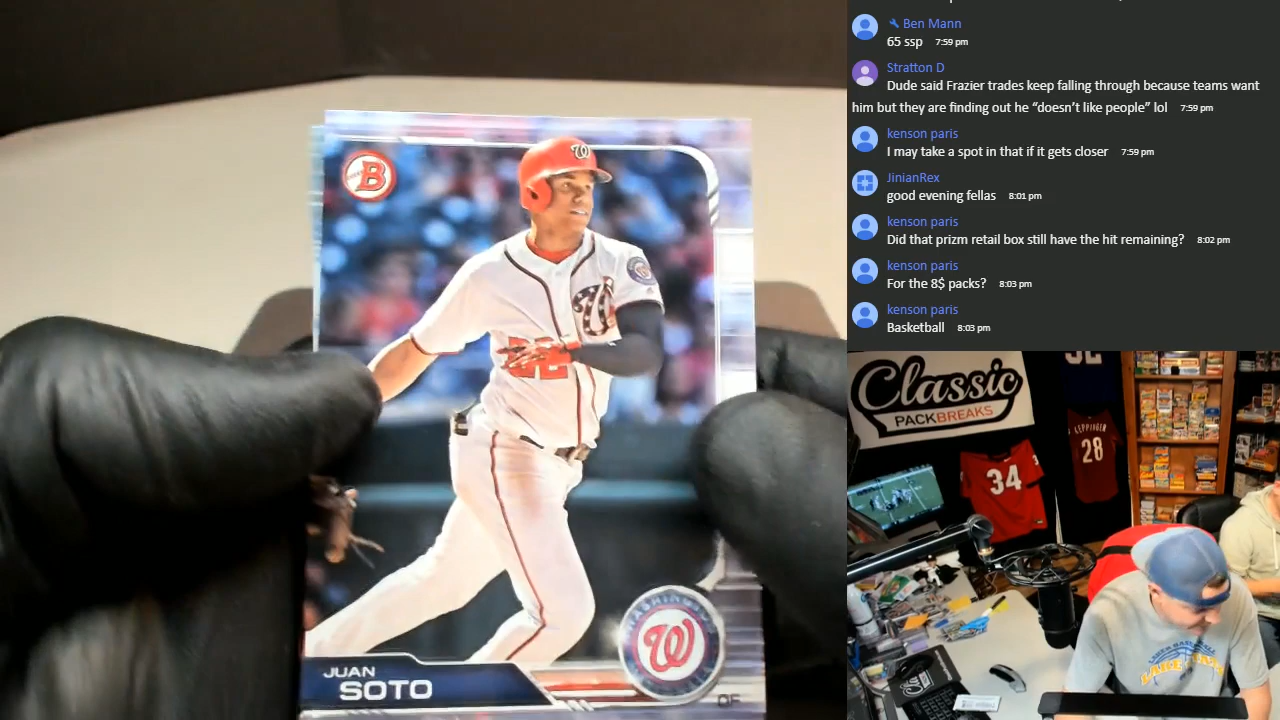 Ben Mann
65 ssp 7:59 pm
Stratton D
Dude said Frazier trades keep falling through because teams want
him but they are finding out he “doesn’t like people” lol 7:59 pm
kenson paris
I may take a spot in that if it gets closer 7:59 pm
JinianRex
good evening fellas 8:01 pm
kenson paris
Did that prizm retail box still have the hit remaining? 8:02 pm
kenson paris
For the 8$ packs? 8:03 pm
kenson paris
Basketball 8:03 pm
B
W
W
22
WASHINGTON
W
JUAN
SOTO
OF
Classic
PACKBREAKS
34
LEPPINGER
28